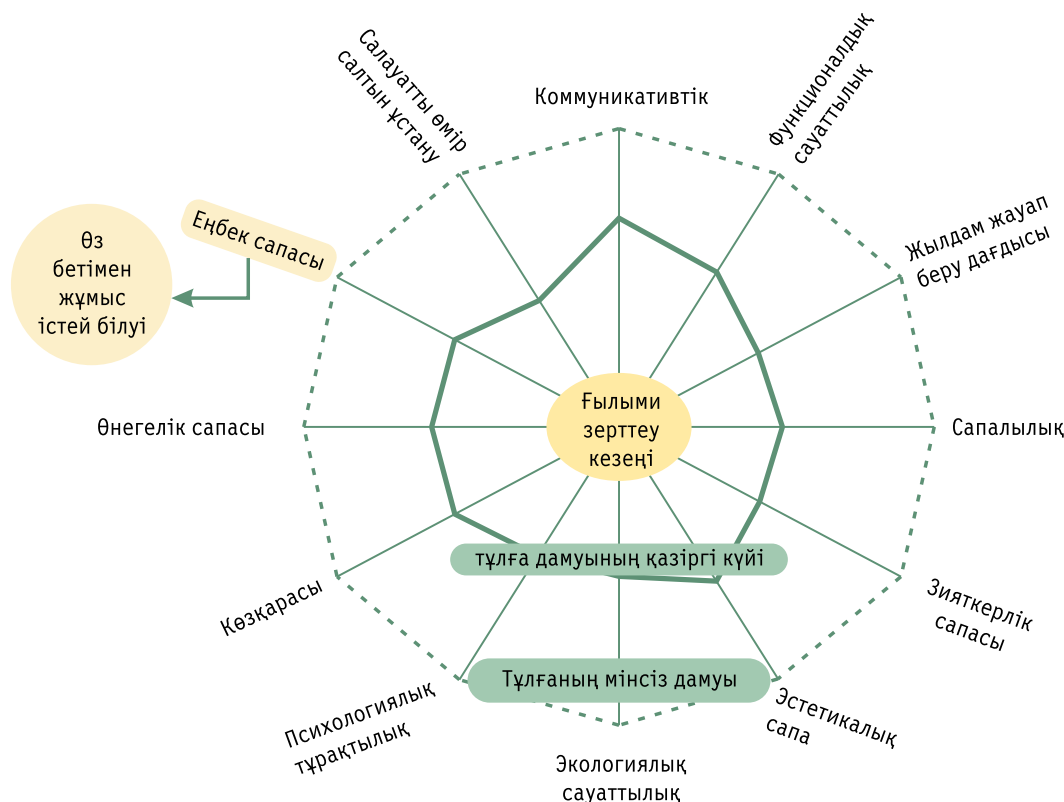 Коммуникативтік
Функционалдық
сауаттылық
Жылдам жауап
беру дағдысы
Сапалылық
Зияткерлік
сапасы
Эстетикалық
сапа
Экологиялық
сауаттылық
Психологиялық
тұрақтылық
Көзқарасы
Өнегелік сапасы
Еңбек сапасы
Өз
бетімен
жұмыс
істей білуі
Салауатты өмір
салтын ұстану
Ғылыми
зерттеу
кезеңі
тұлға дамуының қазіргі күйі
Тұлғаның мінсіз дамуы